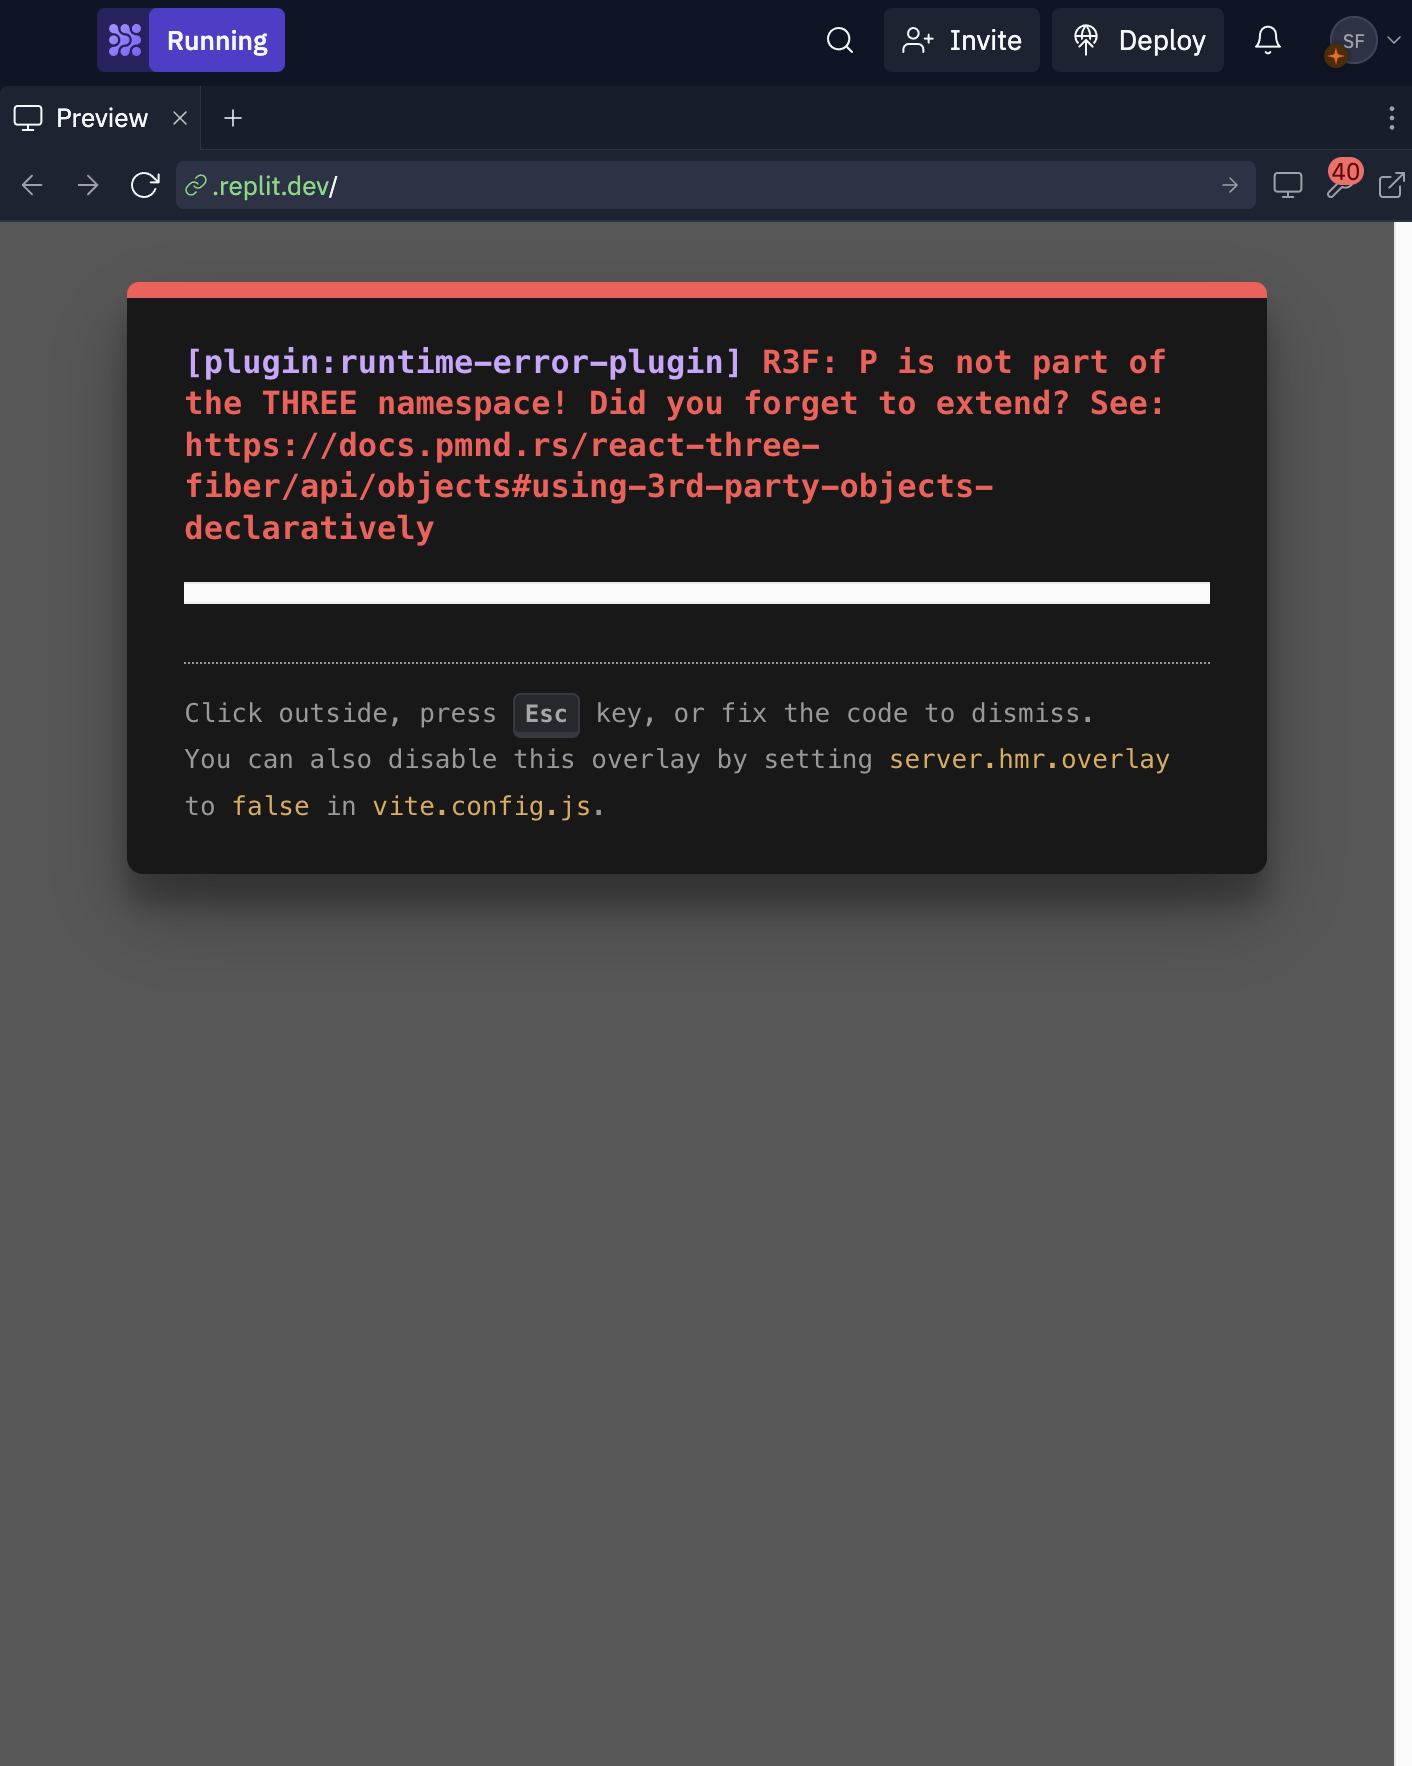 Running
Invite
Deploy
SF
Preview
.replit.dev/
40
[plugin:runtime-error-plugin] R3F: P is not part of
the THREE namespace! Did you forget to extend? See:
https://docs.pmnd.rs/react-three-
fiber/api/objects#using-3rd-party-objects-
declaratively
Click outside, press Esc key, or fix the code to dismiss.
You can also disable this overlay by setting server.hmr.overlay
to false in vite.config.js.